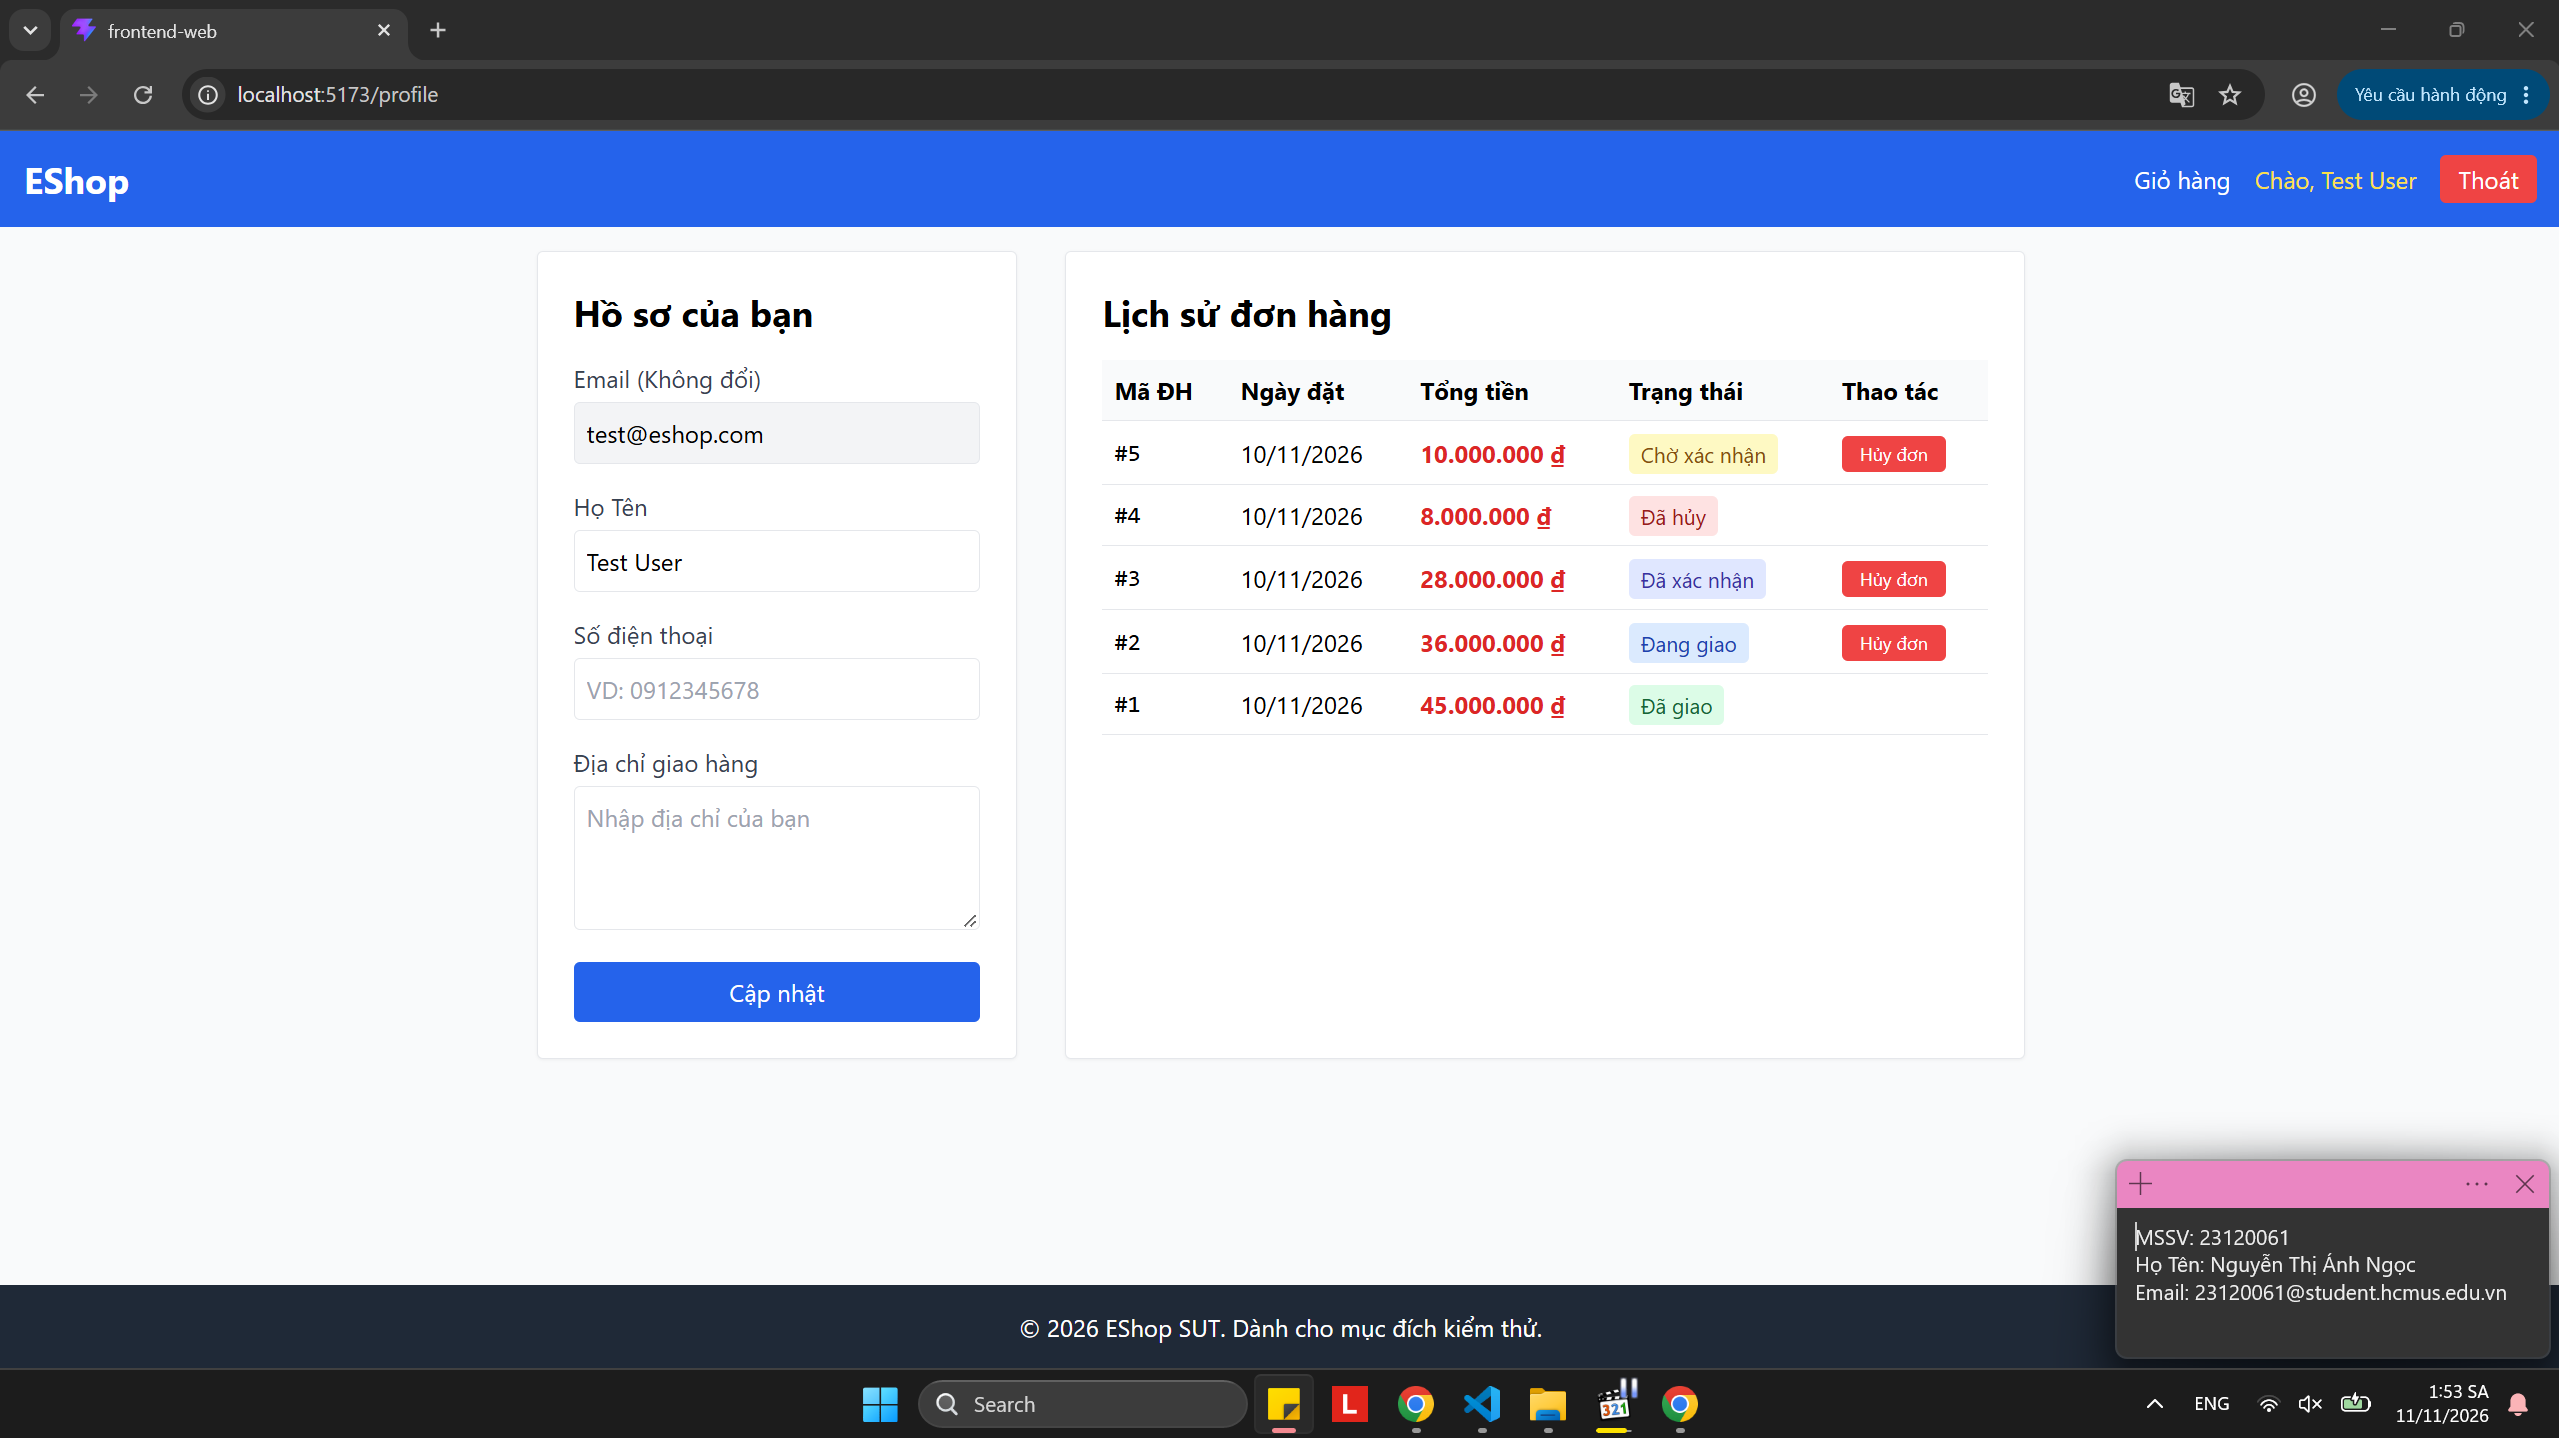 frontend-web
localhost:5173/profile
Yêu cầu hành động
EShop
Giỏ hàng
Chào, Test User
Thoát
Hồ sơ của bạn
Email (Không đổi)
test@eshop.com
Họ Tên
Test User
Số điện thoại
VD: 0912345678
Địa chỉ giao hàng
Nhập địa chỉ của bạn
Cập nhật
Lịch sử đơn hàng
Mã ĐH Ngày đặt Tổng tiền Trạng thái Thao tác
#5 10/11/2026 10.000.000 ₫ Chờ xác nhận Hủy đơn
#4 10/11/2026 8.000.000 ₫ Đã hủy
#3 10/11/2026 28.000.000 ₫ Đã xác nhận Hủy đơn
#2 10/11/2026 36.000.000 ₫ Đang giao Hủy đơn
#1 10/11/2026 45.000.000 ₫ Đã giao
MSSV: 23120061
Họ Tên: Nguyễn Thị Ánh Ngọc
Email: 23120061@student.hcmus.edu.vn
© 2026 EShop SUT. Dành cho mục đích kiểm thử.
Search
L
321
ENG
1:53 SA
11/11/2026